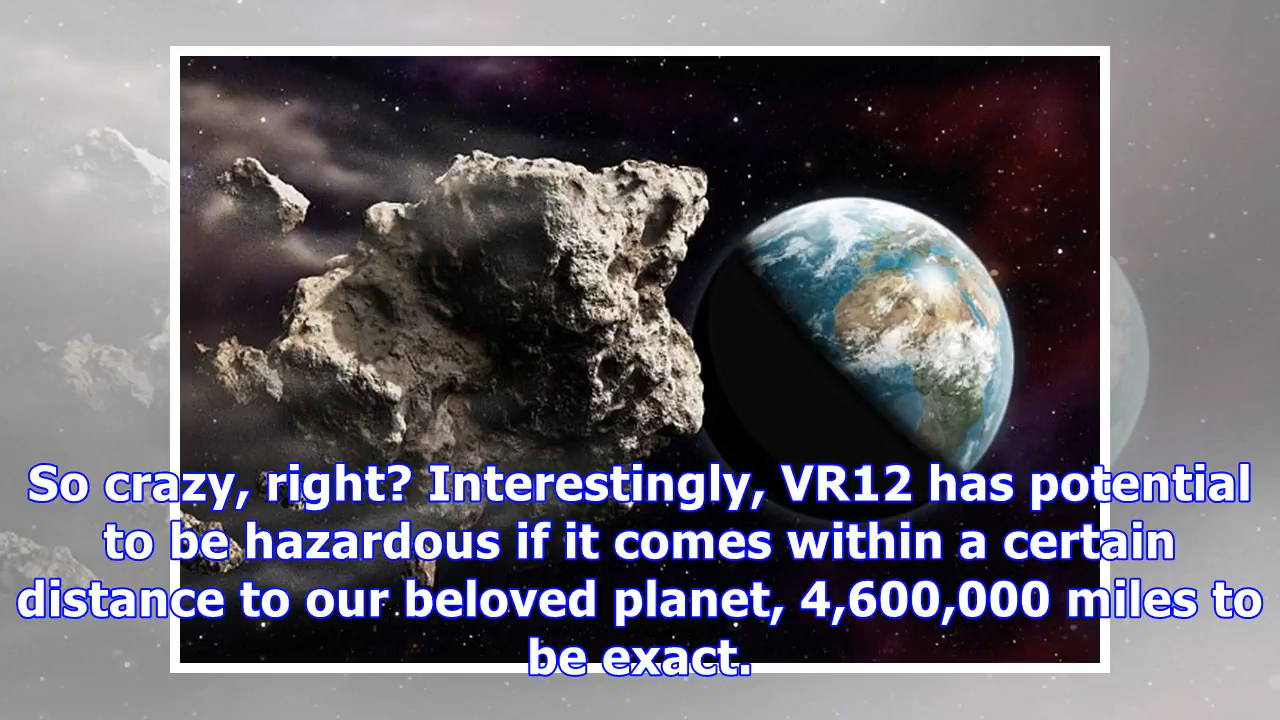 So crazy, right? Interestingly, VR12 has potential
to be hazardous if it comes within a certain
distance to our beloved planet, 4,600,000 miles to
be exact.